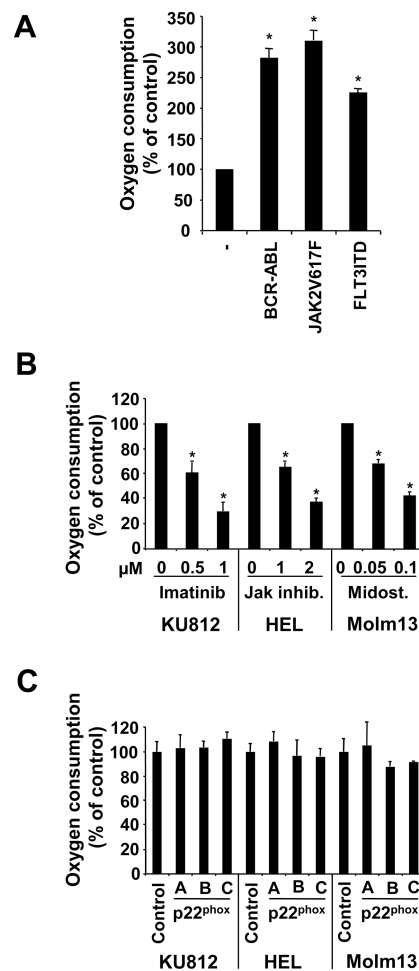 A
Oxygen consumption
(% of control)
350
300
250
200
150
100
50
0
* * *
-
BCR-ABL
JAK2V617F
FLT3ITD
B
Oxygen consumption
(% of control)
120
100
80
60
40
20
0
* * * * * *
µM 0 0.5 1 0 1 2 0 0.05 0.1
Imatinib Jak inhib. Midost.
KU812 HEL Molm13
C
Oxygen consumption
(% of control)
120
100
80
60
40
20
0
Control A B C Control A B C Control A B C
p22phox p22phox p22phox
KU812 HEL Molm13